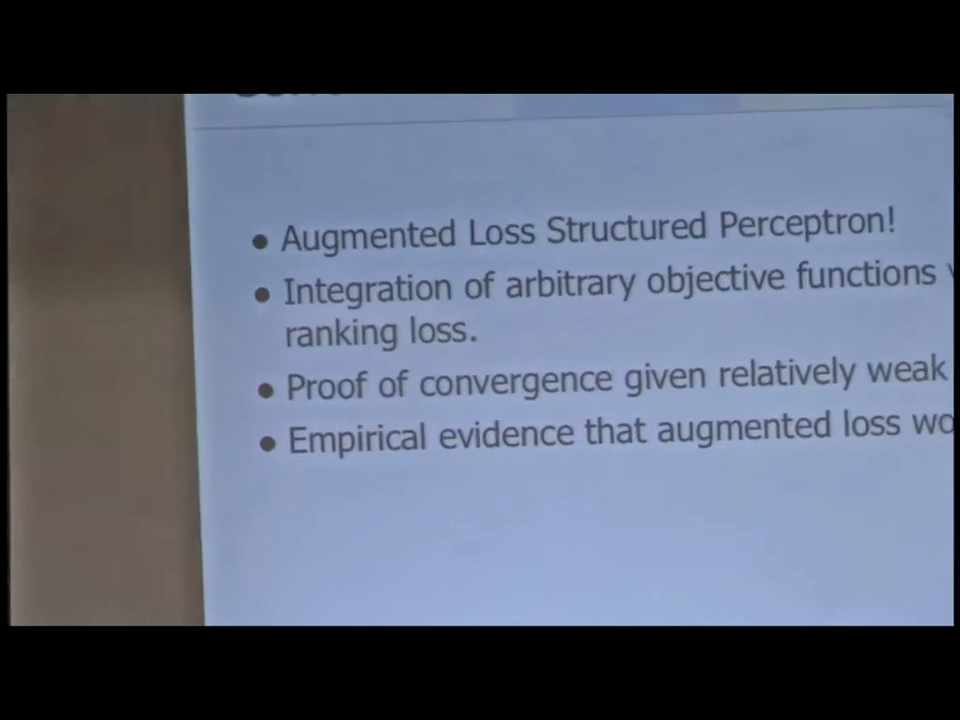 ● Augmented Loss Structured Perceptron!
● Integration of arbitrary objective functions
ranking loss.
● Proof of convergence given relatively weak
● Empirical evidence that augmented loss